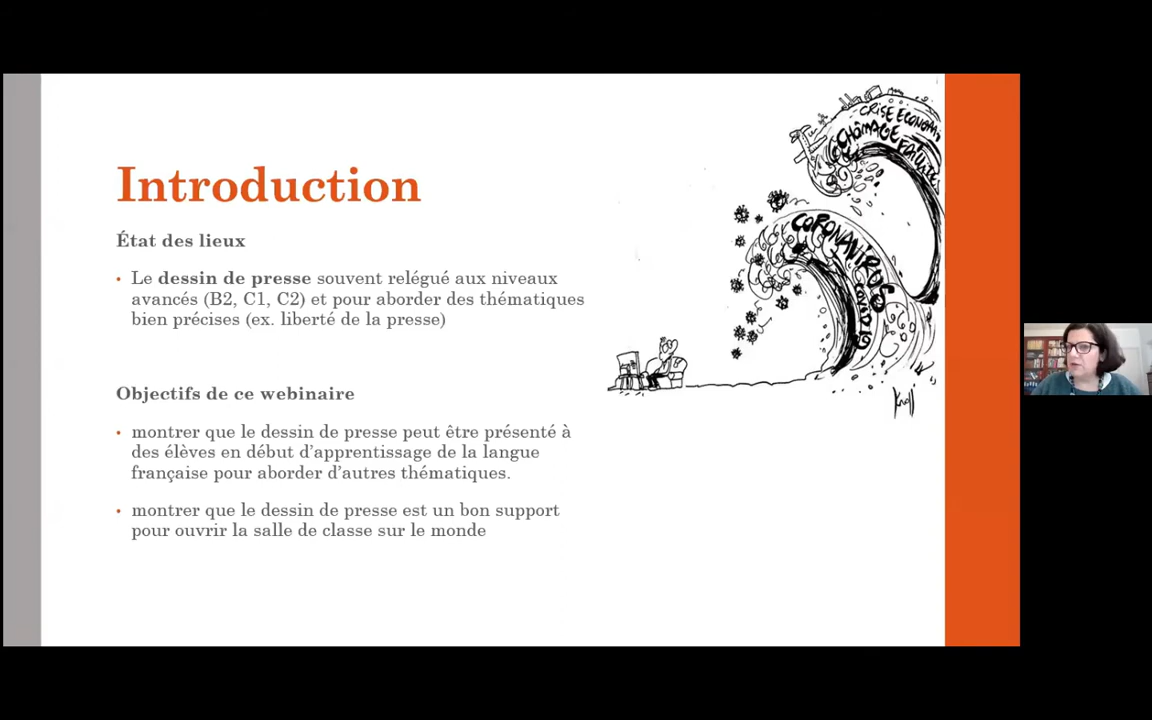 Introduction
État des lieux
• Le dessin de presse souvent relégué aux niveaux
avancés (B2, C1, C2) et pour aborder des thématiques
bien précises (ex. liberté de la presse)
Objectifs de ce webinaire
• montrer que le dessin de presse peut être présenté à
des élèves en début d'apprentissage de la langue
française pour aborder d'autres thématiques.
• montrer que le dessin de presse est un bon support
pour ouvrir la salle de classe sur le monde
CRISE ECONOMI
CHÔMAGE FAILLITES
CORONAVIRUS
COVID 19
Kroll